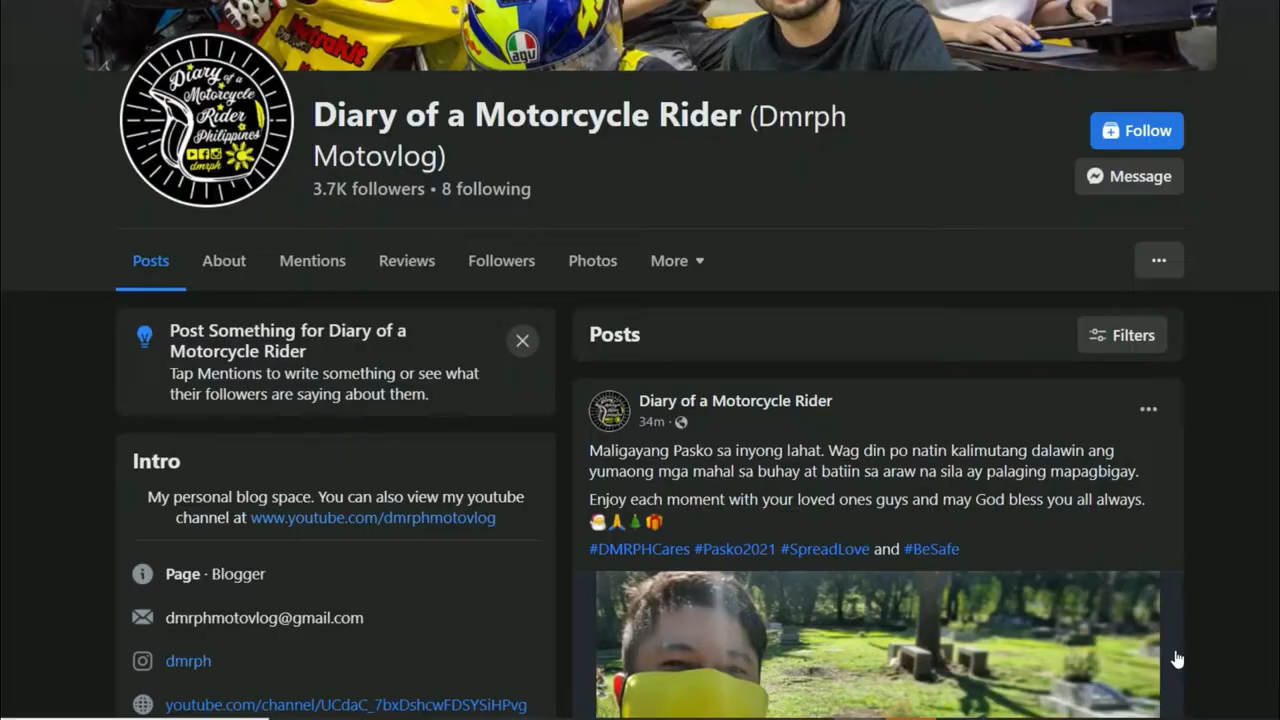 Matrakit
agv
Diary of a
Motorcycle
Rider
Philippines
dmrph
Diary of a Motorcycle Rider (Dmrph
Motovlog)
3.7K followers • 8 following
Follow
Message
Posts
About
Mentions
Reviews
Followers
Photos
More
Post Something for Diary of a
Motorcycle Rider
Tap Mentions to write something or see what
their followers are saying about them.
Intro
My personal blog space. You can also view my youtube
channel at www.youtube.com/dmrphmotovlog
Page · Blogger
dmrphmotovlog@gmail.com
dmrph
youtube.com/channel/UCdaC_7bxDshcwFDSYSiHPvg
Posts
Filters
Diary of a Motorcycle Rider
34m ·
Maligayang Pasko sa inyong lahat. Wag din po natin kalimutang dalawin ang
yumaong mga mahal sa buhay at batiin sa araw na sila ay palaging mapagbigay.
Enjoy each moment with your loved ones guys and may God bless you all always.
🎅🙏🎄🎁
#DMRPHCares #Pasko2021 #SpreadLove and #BeSafe